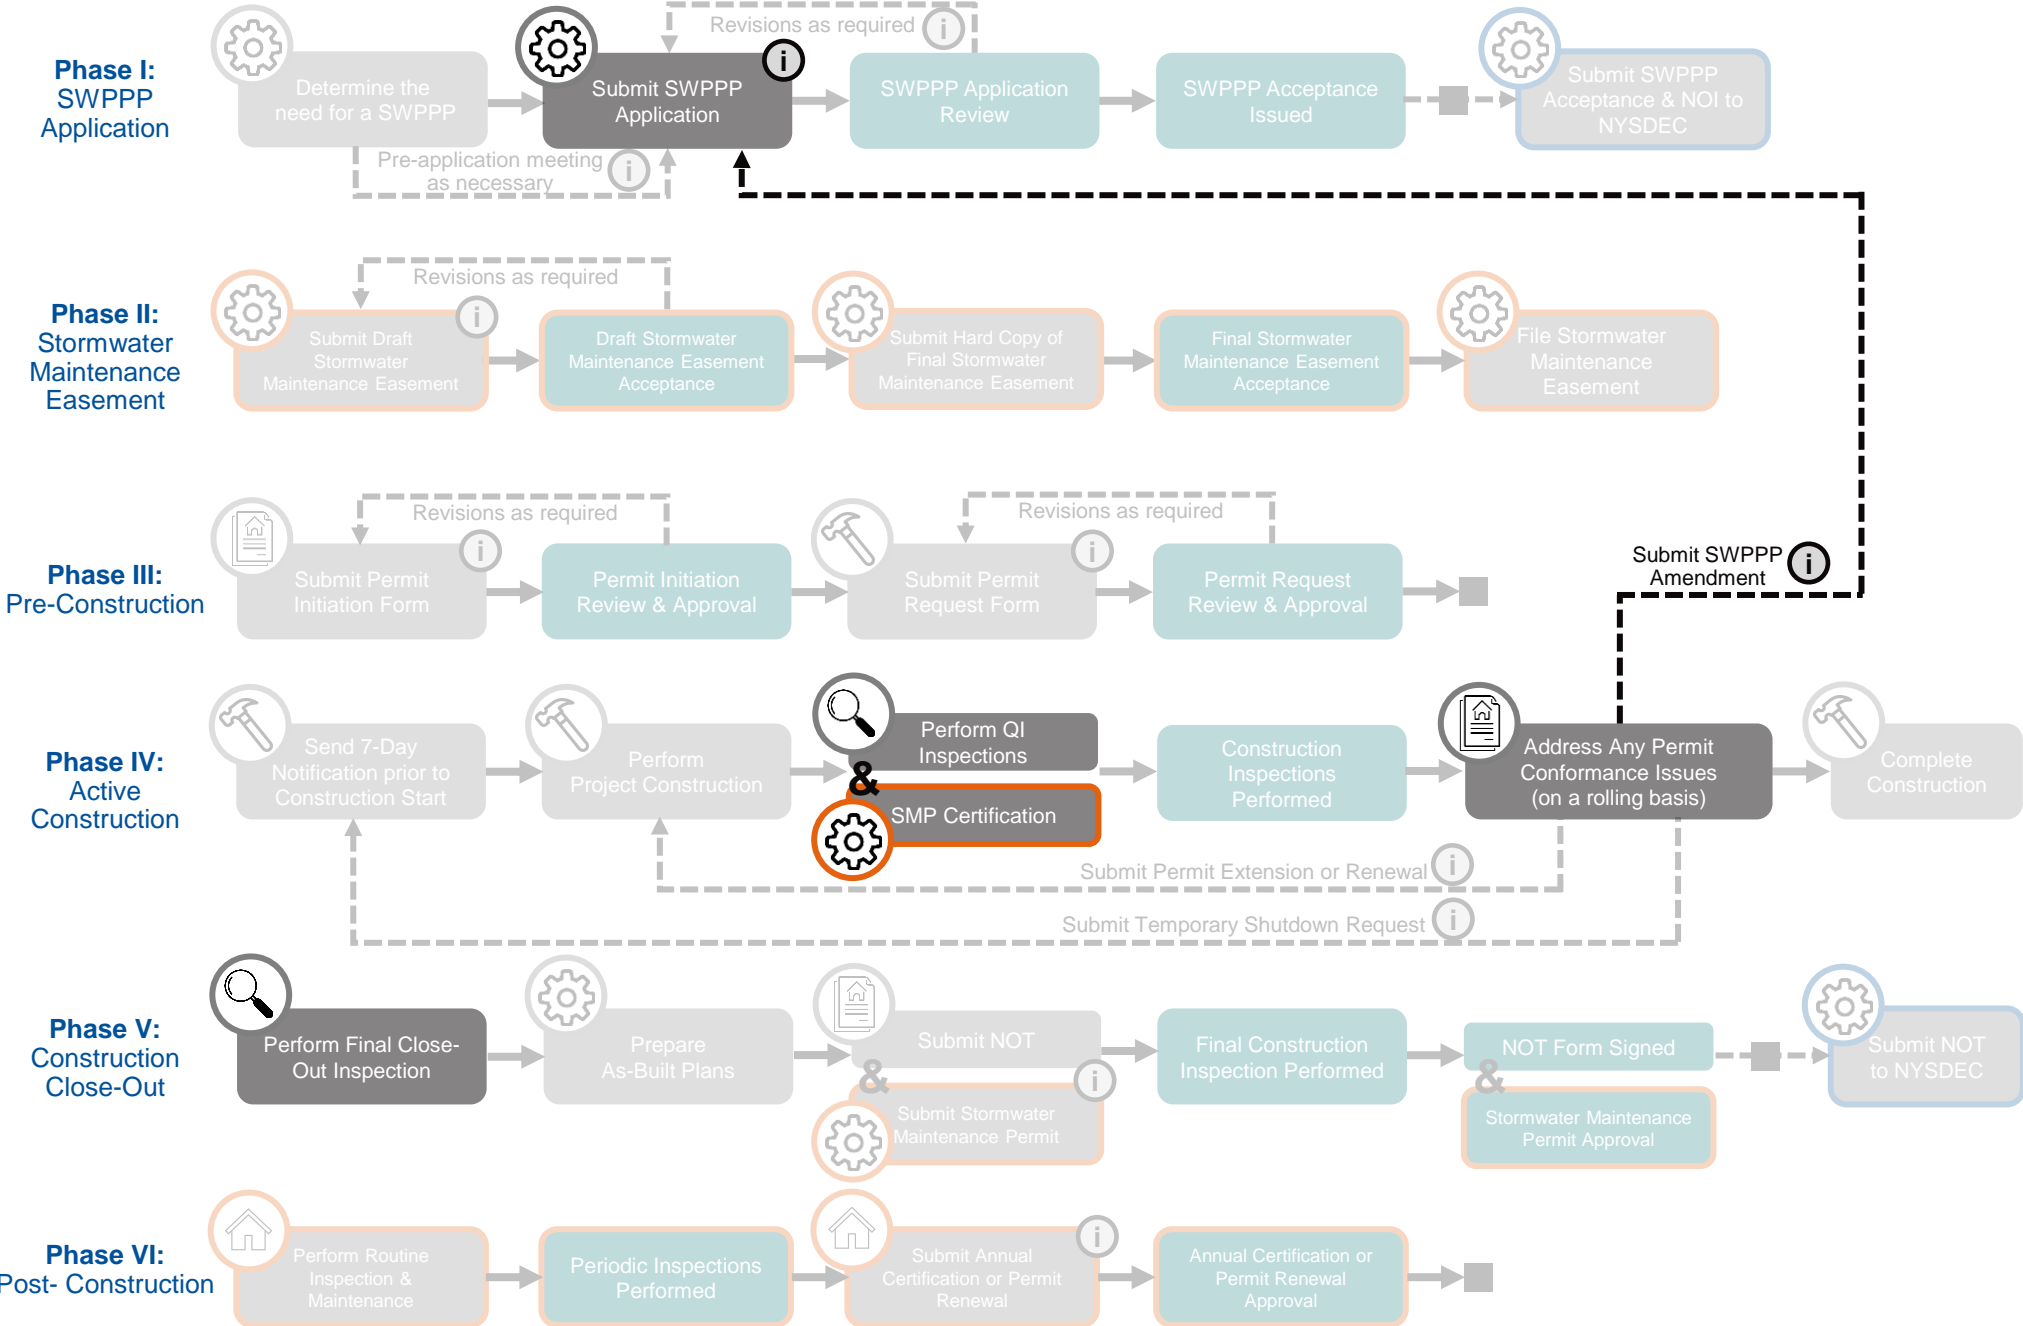 Phase I:
SWPPP
Application
Determine the
need for a SWPPP
Submit SWPPP
Application
i
Revisions as required
i
SWPPP Application
Review
SWPPP Acceptance
Issued
Submit SWPPP
Acceptance & NOI to
NYSDEC
Pre-application meeting
as necessary
i
Phase II:
Stormwater
Maintenance
Easement
Submit Draft
Stormwater
Maintenance Easement
i
Revisions as required
Draft Stormwater
Maintenance Easement
Acceptance
Submit Hard Copy of
Final Stormwater
Maintenance Easement
Final Stormwater
Maintenance Easement
Acceptance
File Stormwater
Maintenance
Easement
Phase III:
Pre-Construction
Submit Permit
Initiation Form
i
Revisions as required
Permit Initiation
Review & Approval
Submit Permit
Request Form
i
Revisions as required
Permit Request
Review & Approval
Submit SWPPP
Amendment
i
Phase IV:
Active
Construction
Send 7-Day
Notification prior to
Construction Start
Perform
Project Construction
Perform QI
Inspections
&
SMP Certification
Construction
Inspections
Performed
Address Any Permit
Conformance Issues
(on a rolling basis)
Complete
Construction
Submit Permit Extension or Renewal
i
Submit Temporary Shutdown Request
i
Phase V:
Construction
Close-Out
Perform Final Close-
Out Inspection
Prepare
As-Built Plans
Submit NOT
&
Submit Stormwater
Maintenance Permit
i
Final Construction
Inspection Performed
NOT Form Signed
&
Stormwater Maintenance
Permit Approval
Submit NOT
to NYSDEC
Phase VI:
Post- Construction
Perform Routine
Inspection &
Maintenance
Periodic Inspections
Performed
Submit Annual
Certification or Permit
Renewal
i
Annual Certification or
Permit Renewal
Approval